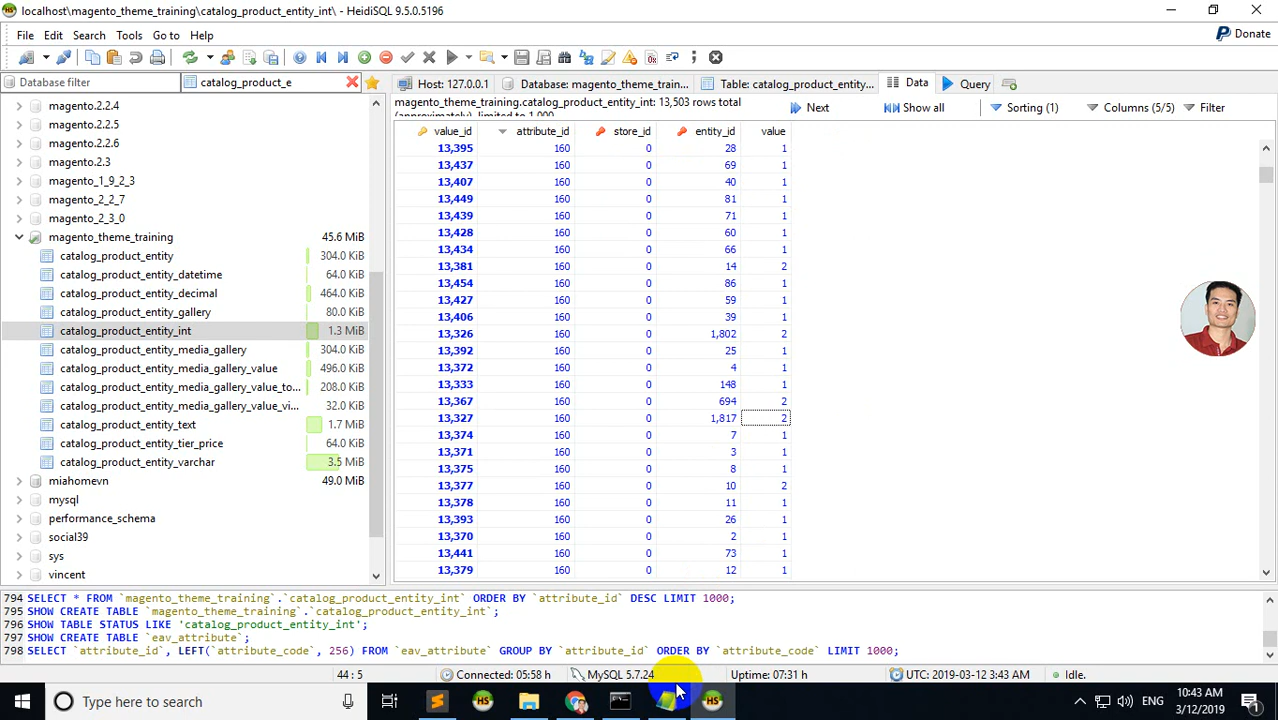 localhost\magento_theme_training\catalog_product_entity_int\ - HeidiSQL 9.5.0.5196
File Edit Search Tools Go to Help
Donate
Database filter catalog_product_e Host: 127.0.0.1 Database: magento_theme_train... Table: catalog_product_entity... Data Query
magento_theme_training.catalog_product_entity_int: 13,503 rows total (approximately), limited to 1,000
Next Show all Sorting (1) Columns (5/5) Filter
magento.2.2.4
magento.2.2.5
magento.2.2.6
magento.2.3
magento_1_9_2_3
magento_2_2_7
magento_2_3_0
magento_theme_training 45.6 MiB
catalog_product_entity 304.0 KiB
catalog_product_entity_datetime 64.0 KiB
catalog_product_entity_decimal 464.0 KiB
catalog_product_entity_gallery 80.0 KiB
catalog_product_entity_int 1.3 MiB
catalog_product_entity_media_gallery 304.0 KiB
catalog_product_entity_media_gallery_value 496.0 KiB
catalog_product_entity_media_gallery_value_to... 208.0 KiB
catalog_product_entity_media_gallery_value_vi... 32.0 KiB
catalog_product_entity_text 1.7 MiB
catalog_product_entity_tier_price 64.0 KiB
catalog_product_entity_varchar 3.5 MiB
miahomevn 49.0 MiB
mysql
performance_schema
social39
sys
vincent
value_id attribute_id store_id entity_id value
13,395 160 0 28 1
13,437 160 0 69 1
13,407 160 0 40 1
13,449 160 0 81 1
13,439 160 0 71 1
13,428 160 0 60 1
13,434 160 0 66 1
13,381 160 0 14 2
13,454 160 0 86 1
13,427 160 0 59 1
13,406 160 0 39 1
13,326 160 0 1,802 2
13,392 160 0 25 1
13,372 160 0 4 1
13,333 160 0 148 1
13,367 160 0 694 2
13,327 160 0 1,817 2
13,374 160 0 7 1
13,371 160 0 3 1
13,375 160 0 8 1
13,377 160 0 10 2
13,378 160 0 11 1
13,393 160 0 26 1
13,370 160 0 2 1
13,441 160 0 73 1
13,379 160 0 12 1
794 SELECT * FROM `magento_theme_training`.`catalog_product_entity_int` ORDER BY `attribute_id` DESC LIMIT 1000;
795 SHOW CREATE TABLE `magento_theme_training`.`catalog_product_entity_int`;
796 SHOW TABLE STATUS LIKE 'catalog_product_entity_int';
797 SHOW CREATE TABLE `eav_attribute`;
798 SELECT `attribute_id`, LEFT(`attribute_code`, 256) FROM `eav_attribute` GROUP BY `attribute_id` ORDER BY `attribute_code` LIMIT 1000;
44 : 5 Connected: 05:58 h MySQL 5.7.24 Uptime: 07:31 h UTC: 2019-03-12 3:43 AM Idle.
Type here to search ENG 10:43 AM
3/12/2019